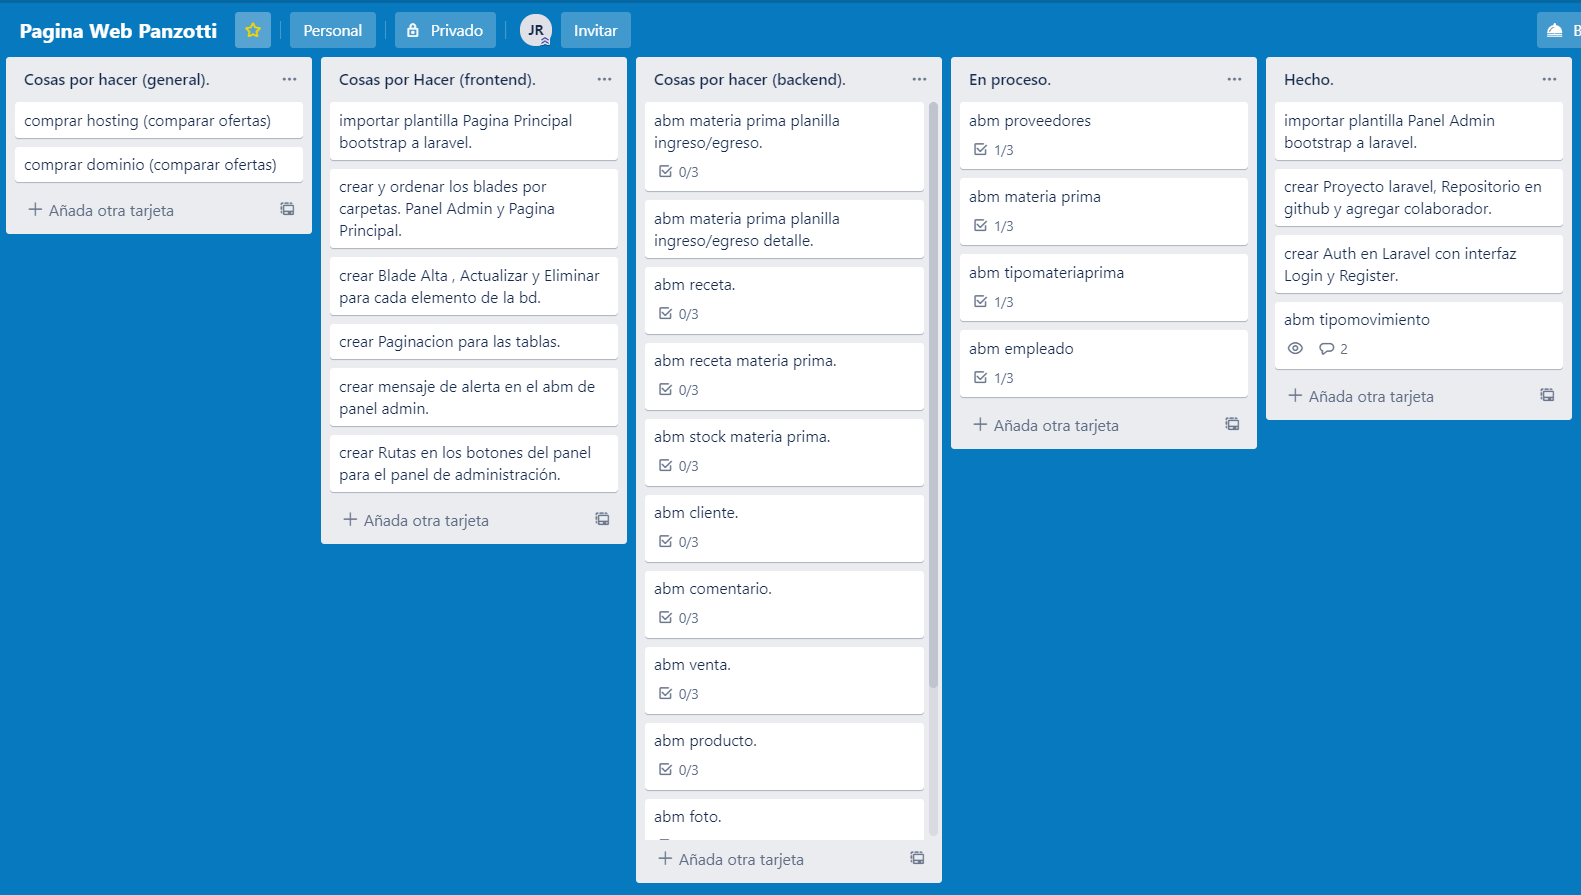 Pagina Web Panzotti
Personal
Privado
JR
Invitar
B
Cosas por hacer (general).
comprar hosting (comparar ofertas)
comprar dominio (comparar ofertas)
Añada otra tarjeta
Cosas por Hacer (frontend).
importar plantilla Pagina Principal
bootstrap a laravel.
crear y ordenar los blades por
carpetas. Panel Admin y Pagina
Principal.
crear Blade Alta , Actualizar y Eliminar
para cada elemento de la bd.
crear Paginacion para las tablas.
crear mensaje de alerta en el abm de
panel admin.
crear Rutas en los botones del panel
para el panel de administración.
Añada otra tarjeta
Cosas por hacer (backend).
abm materia prima planilla
ingreso/egreso.
0/3
abm materia prima planilla
ingreso/egreso detalle.
abm receta.
0/3
abm receta materia prima.
0/3
abm stock materia prima.
0/3
abm cliente.
0/3
abm comentario.
0/3
abm venta.
0/3
abm producto.
0/3
abm foto.
Añada otra tarjeta
En proceso.
abm proveedores
1/3
abm materia prima
1/3
abm tipomateriaprima
1/3
abm empleado
1/3
Añada otra tarjeta
Hecho.
importar plantilla Panel Admin
bootstrap a laravel.
crear Proyecto laravel, Repositorio en
github y agregar colaborador.
crear Auth en Laravel con interfaz
Login y Register.
abm tipomovimiento
2
Añada otra tarjeta